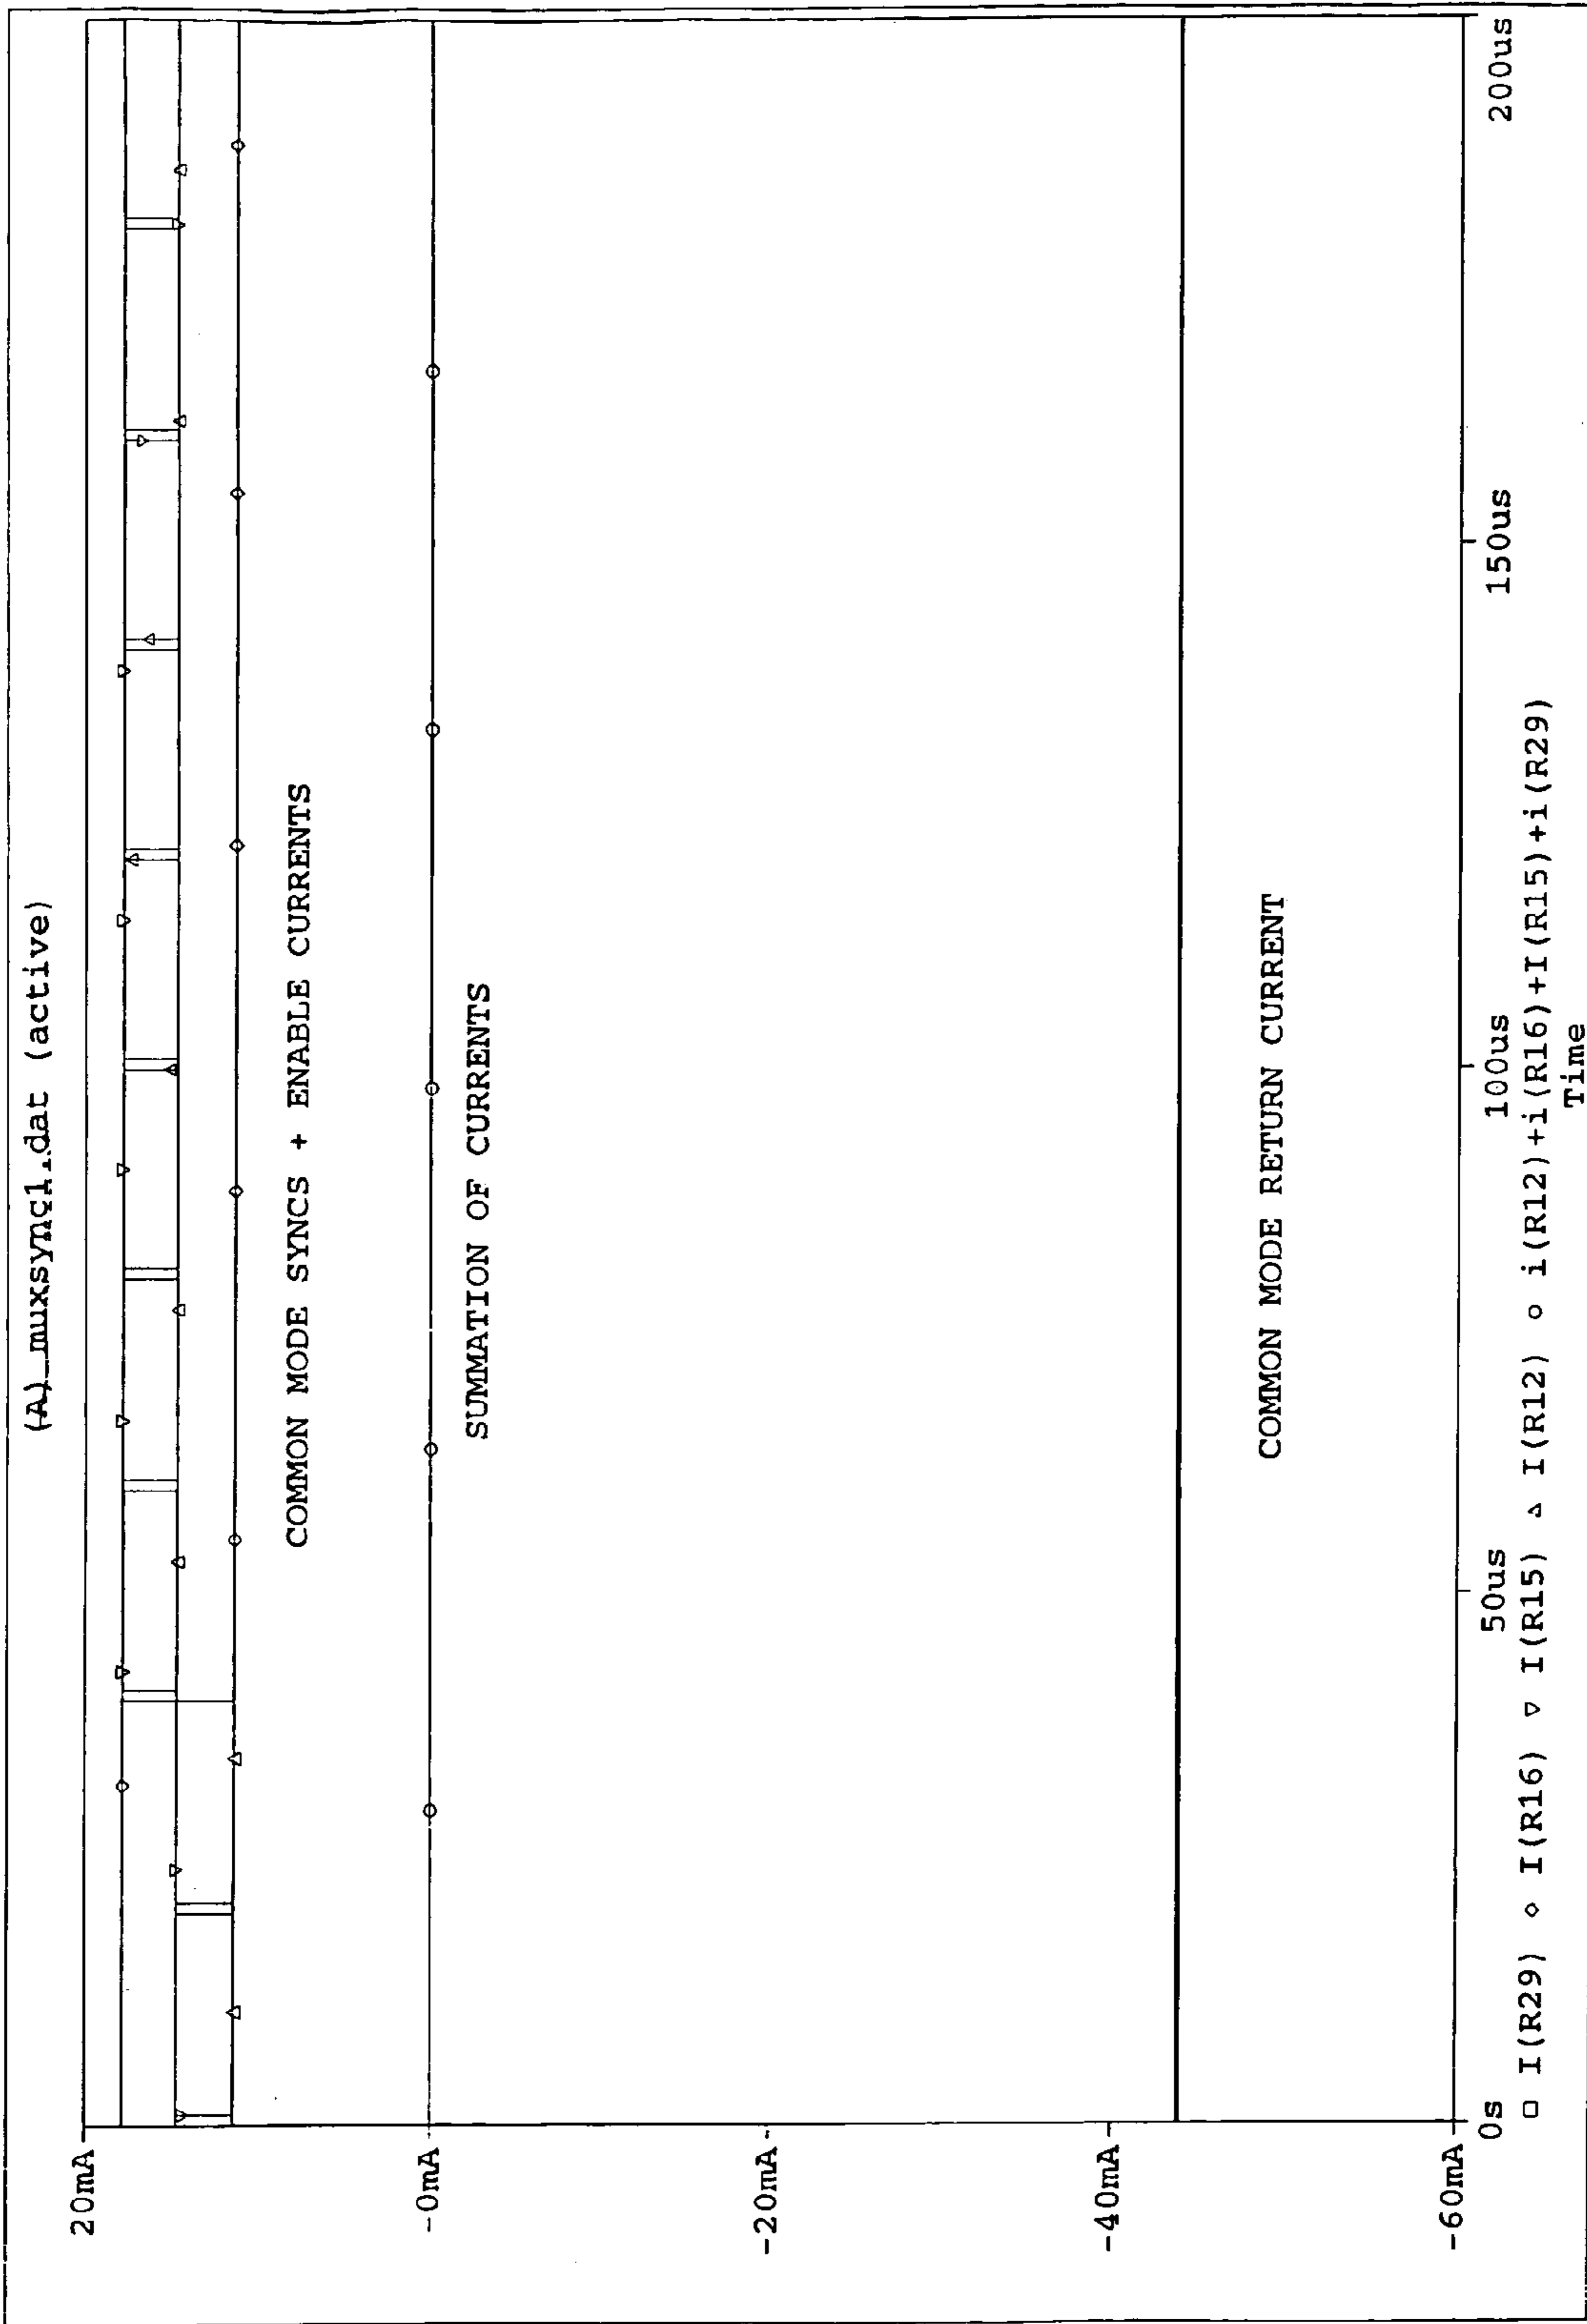 (A) muxsync1.dat (active)
20mA
COMMON MODE SYNCS + ENABLE CURRENTS
-0mA
SUMMATION OF CURRENTS
-20mA
-40mA
COMMON MODE RETURN CURRENT
-60mA
0s 50us 100us 150us 200us
□ I(R29) ◇ I(R16) ▽ I(R15) △ I(R12) ○ i(R12)+i(R16)+I(R15)+i(R29)
Time